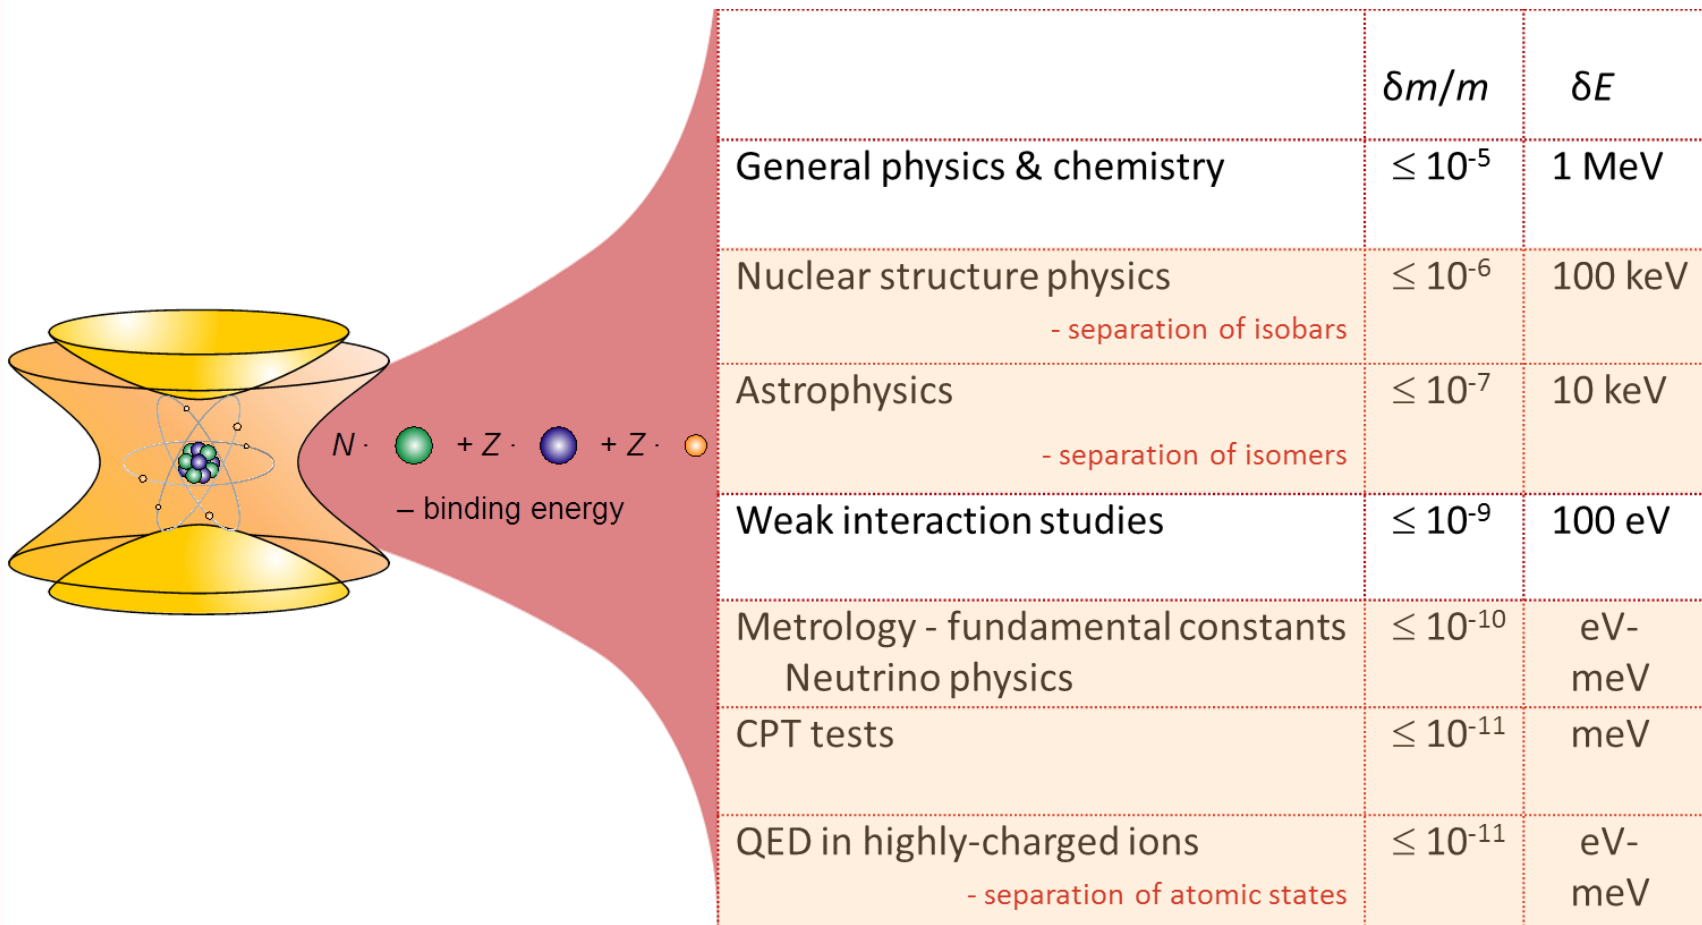 δm/m δE
General physics & chemistry ≤ 10⁻⁵ 1 MeV
Nuclear structure physics ≤ 10⁻⁶ 100 keV
- separation of isobars
Astrophysics ≤ 10⁻⁷ 10 keV
- separation of isomers
N · + Z · + Z ·
– binding energy
Weak interaction studies ≤ 10⁻⁹ 100 eV
Metrology - fundamental constants ≤ 10⁻¹⁰ eV-
Neutrino physics meV
CPT tests ≤ 10⁻¹¹ meV
QED in highly-charged ions ≤ 10⁻¹¹ eV-
- separation of atomic states meV